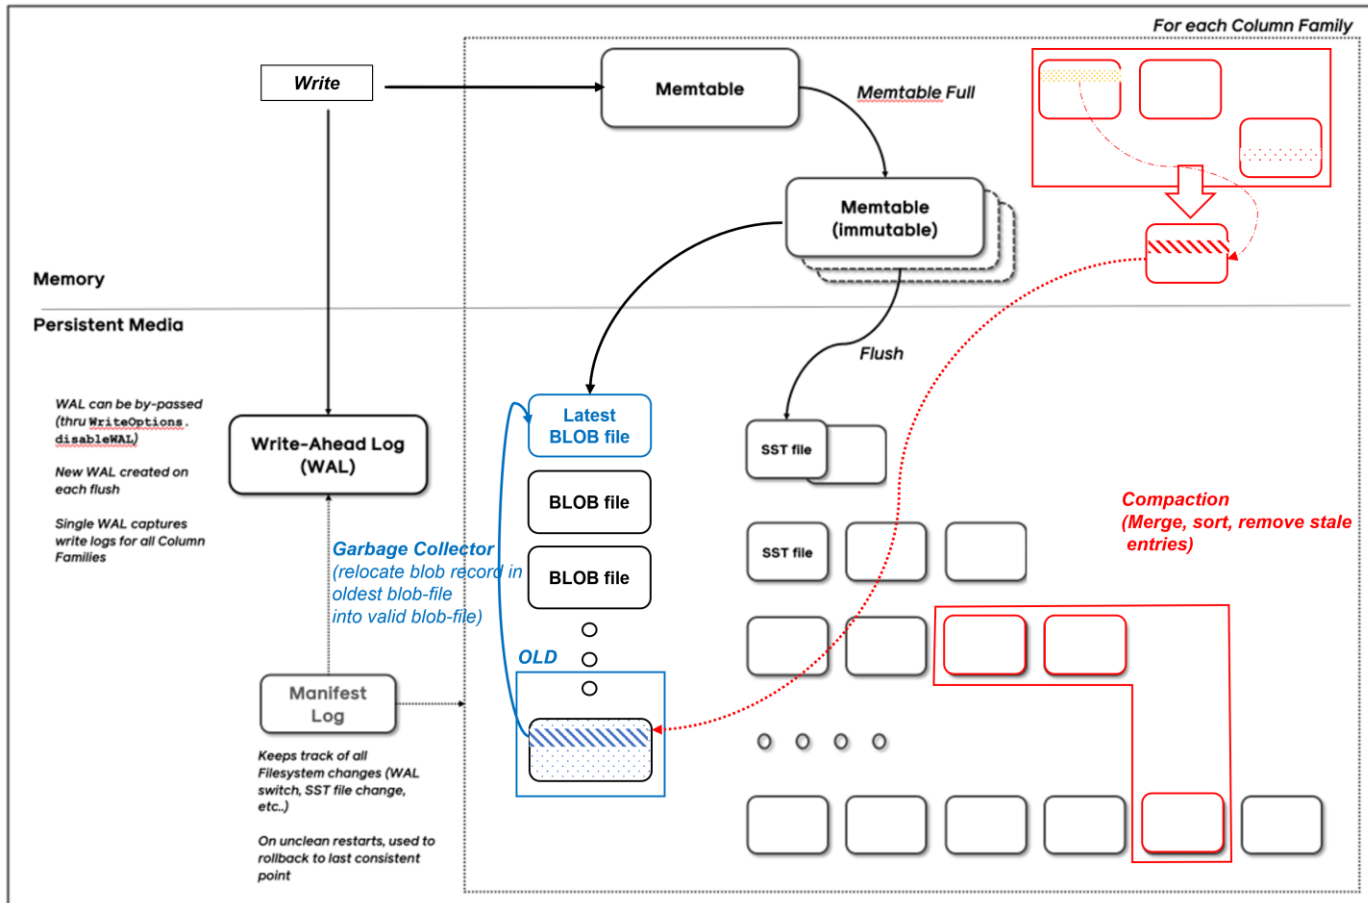 For each Column Family
Write
Memtable
Memtable Full
Memtable
(immutable)
Memory
Persistent Media
Flush
WAL can be by-passed
(thru WriteOptions.
disableWAL)
New WAL created on
each flush
Single WAL captures
write logs for all Column
Families
Write-Ahead Log
(WAL)
Latest
BLOB file
BLOB file
BLOB file
SST file
SST file
Compaction
(Merge, sort, remove stale
entries)
Garbage Collector
(relocate blob record in
oldest blob-file
into valid blob-file)
OLD
Manifest
Log
Keeps track of all
Filesystem changes (WAL
switch, SST file change,
etc..)
On unclean restarts, used to
rollback to last consistent
point